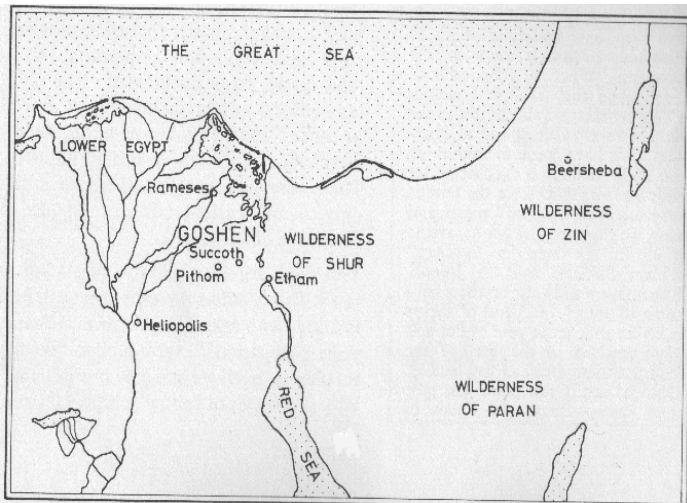 THE GREAT SEA
LOWER EGYPT
Rameses
Beersheba
GOSHEN
WILDERNESS
OF SHUR
WILDERNESS
OF ZIN
Succoth
Pithom
Etham
Heliopolis
WILDERNESS
OF PARAN
RED
SEA